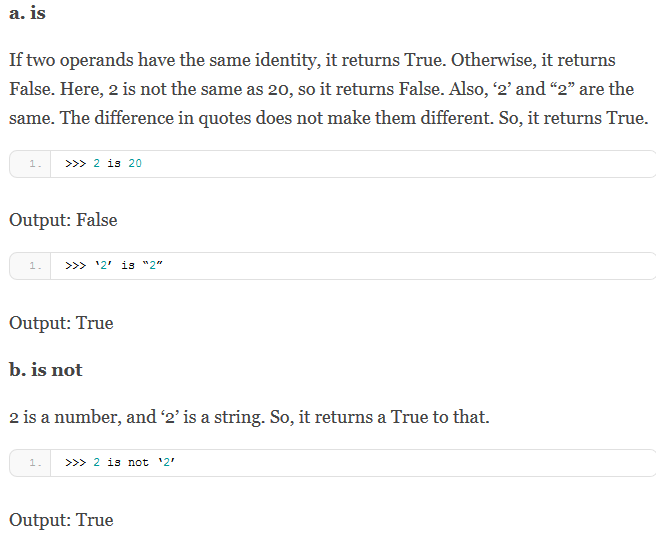 a. is
If two operands have the same identity, it returns True. Otherwise, it returns
False. Here, 2 is not the same as 20, so it returns False. Also, ‘2’ and “2” are the
same. The difference in quotes does not make them different. So, it returns True.
1. >>> 2 is 20
Output: False
1. >>> ‘2’ is “2”
Output: True
b. is not
2 is a number, and ‘2’ is a string. So, it returns a True to that.
1. >>> 2 is not ‘2’
Output: True